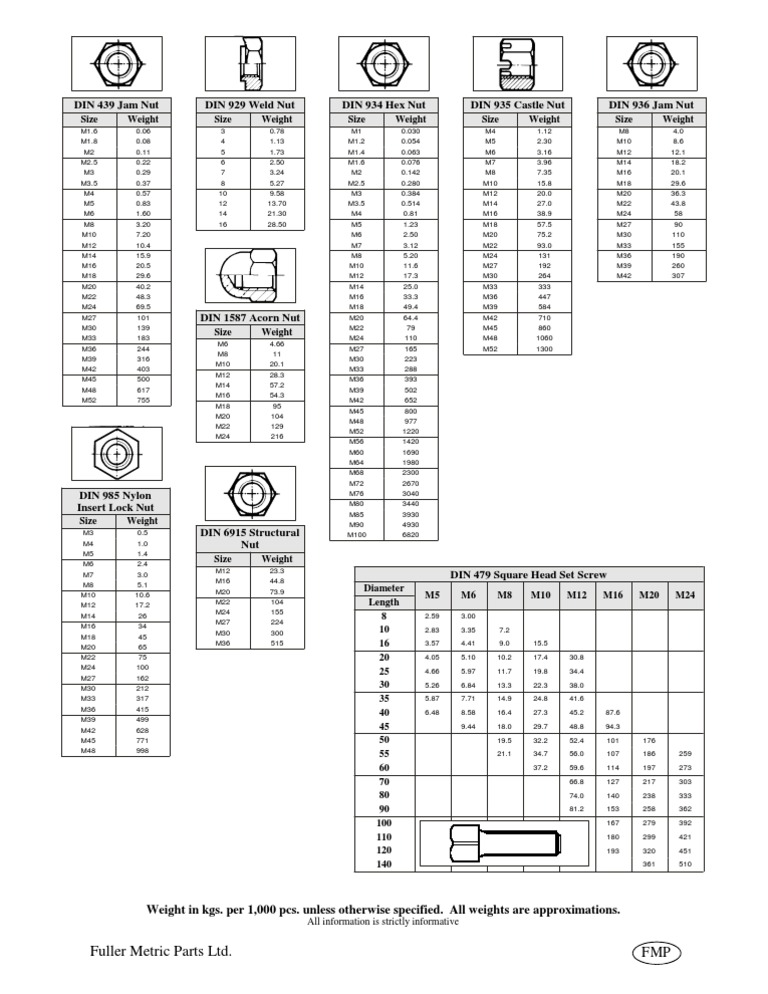 DIN 439 Jam Nut
Size Weight
M1.6 0.06
M1.8 0.08
M2 0.11
M2.5 0.22
M3 0.29
M3.5 0.37
M4 0.57
M5 0.83
M6 1.60
M8 3.20
M10 7.20
M12 10.4
M14 15.9
M16 20.5
M18 29.6
M20 40.2
M22 48.3
M24 69.5
M27 101
M30 139
M33 183
M36 244
M39 316
M42 403
M45 500
M48 617
M52 755
DIN 985 Nylon
Insert Lock Nut
Size Weight
M3 0.5
M4 1.0
M5 1.4
M6 2.4
M7 3.0
M8 5.1
M10 10.6
M12 17.2
M14 26
M16 34
M18 45
M20 65
M22 75
M24 100
M27 162
M30 212
M33 317
M36 415
M39 499
M42 628
M45 771
M48 998
DIN 929 Weld Nut
Size Weight
3 0.78
4 1.13
5 1.73
6 2.50
7 3.24
8 5.27
10 9.58
12 13.70
14 21.30
16 28.50
DIN 1587 Acorn Nut
Size Weight
M6 4.66
M8 11
M10 20.1
M12 28.3
M14 57.2
M16 54.3
M18 95
M20 104
M22 129
M24 216
DIN 6915 Structural
Nut
Size Weight
M12 23.3
M16 44.8
M20 73.9
M22 104
M24 155
M27 224
M30 300
M36 515
DIN 934 Hex Nut
Size Weight
M1 0.030
M1.2 0.054
M1.4 0.063
M1.6 0.076
M2 0.142
M2.5 0.280
M3 0.384
M3.5 0.514
M4 0.81
M5 1.23
M6 2.50
M7 3.12
M8 5.20
M10 11.6
M12 17.3
M14 25.0
M16 33.3
M18 49.4
M20 64.4
M22 79
M24 110
M27 165
M30 223
M33 288
M36 393
M39 502
M42 652
M45 800
M48 977
M52 1220
M56 1420
M60 1690
M64 1980
M68 2300
M72 2670
M76 3040
M80 3440
M85 3930
M90 4930
M100 6820
DIN 935 Castle Nut
Size Weight
M4 1.12
M5 2.30
M6 3.16
M7 3.96
M8 7.35
M10 15.8
M12 20.0
M14 27.0
M16 38.9
M18 57.5
M20 75.2
M22 93.0
M24 131
M27 192
M30 264
M33 333
M36 447
M39 584
M42 710
M45 860
M48 1060
M52 1300
DIN 936 Jam Nut
Size Weight
M8 4.0
M10 8.6
M12 12.1
M14 18.2
M16 20.1
M18 29.6
M20 36.3
M22 43.8
M24 58
M27 90
M30 110
M33 155
M36 190
M39 260
M42 307
DIN 479 Square Head Set Screw
Diameter M5 M6 M8 M10 M12 M16 M20 M24
Length
8 2.59 3.00
10 2.83 3.35 7.2
16 3.57 4.41 9.0 15.5
20 4.05 5.10 10.2 17.4 30.8
25 4.66 5.97 11.7 19.8 34.4
30 5.26 6.84 13.3 22.3 38.0
35 5.87 7.71 14.9 24.8 41.6
40 6.48 8.58 16.4 27.3 45.2 87.6
45 9.44 18.0 29.7 48.8 94.3
50 19.5 32.2 52.4 101 176
55 21.1 34.7 56.0 107 186 259
60 37.2 59.6 114 197 273
70 66.8 127 217 303
80 74.0 140 238 333
90 81.2 153 258 362
100 167 279 392
110 180 299 421
120 193 320 451
140 361 510
Weight in kgs. per 1,000 pcs. unless otherwise specified. All weights are approximations.
All information is strictly informative
Fuller Metric Parts Ltd.
FMP